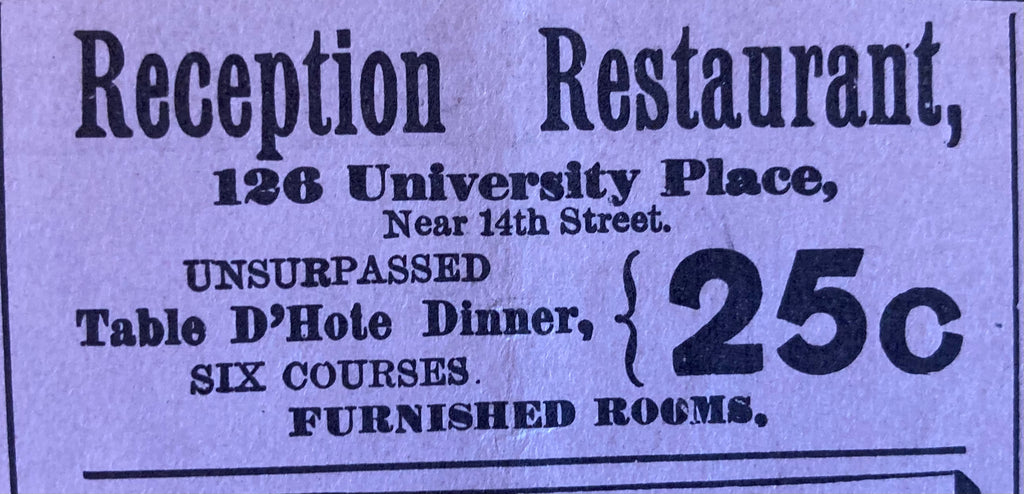 Reception Restaurant,
126 University Place,
Near 14th Street.
UNSURPASSED
Table D'Hote Dinner,
SIX COURSES.
25c
FURNISHED ROOMS.